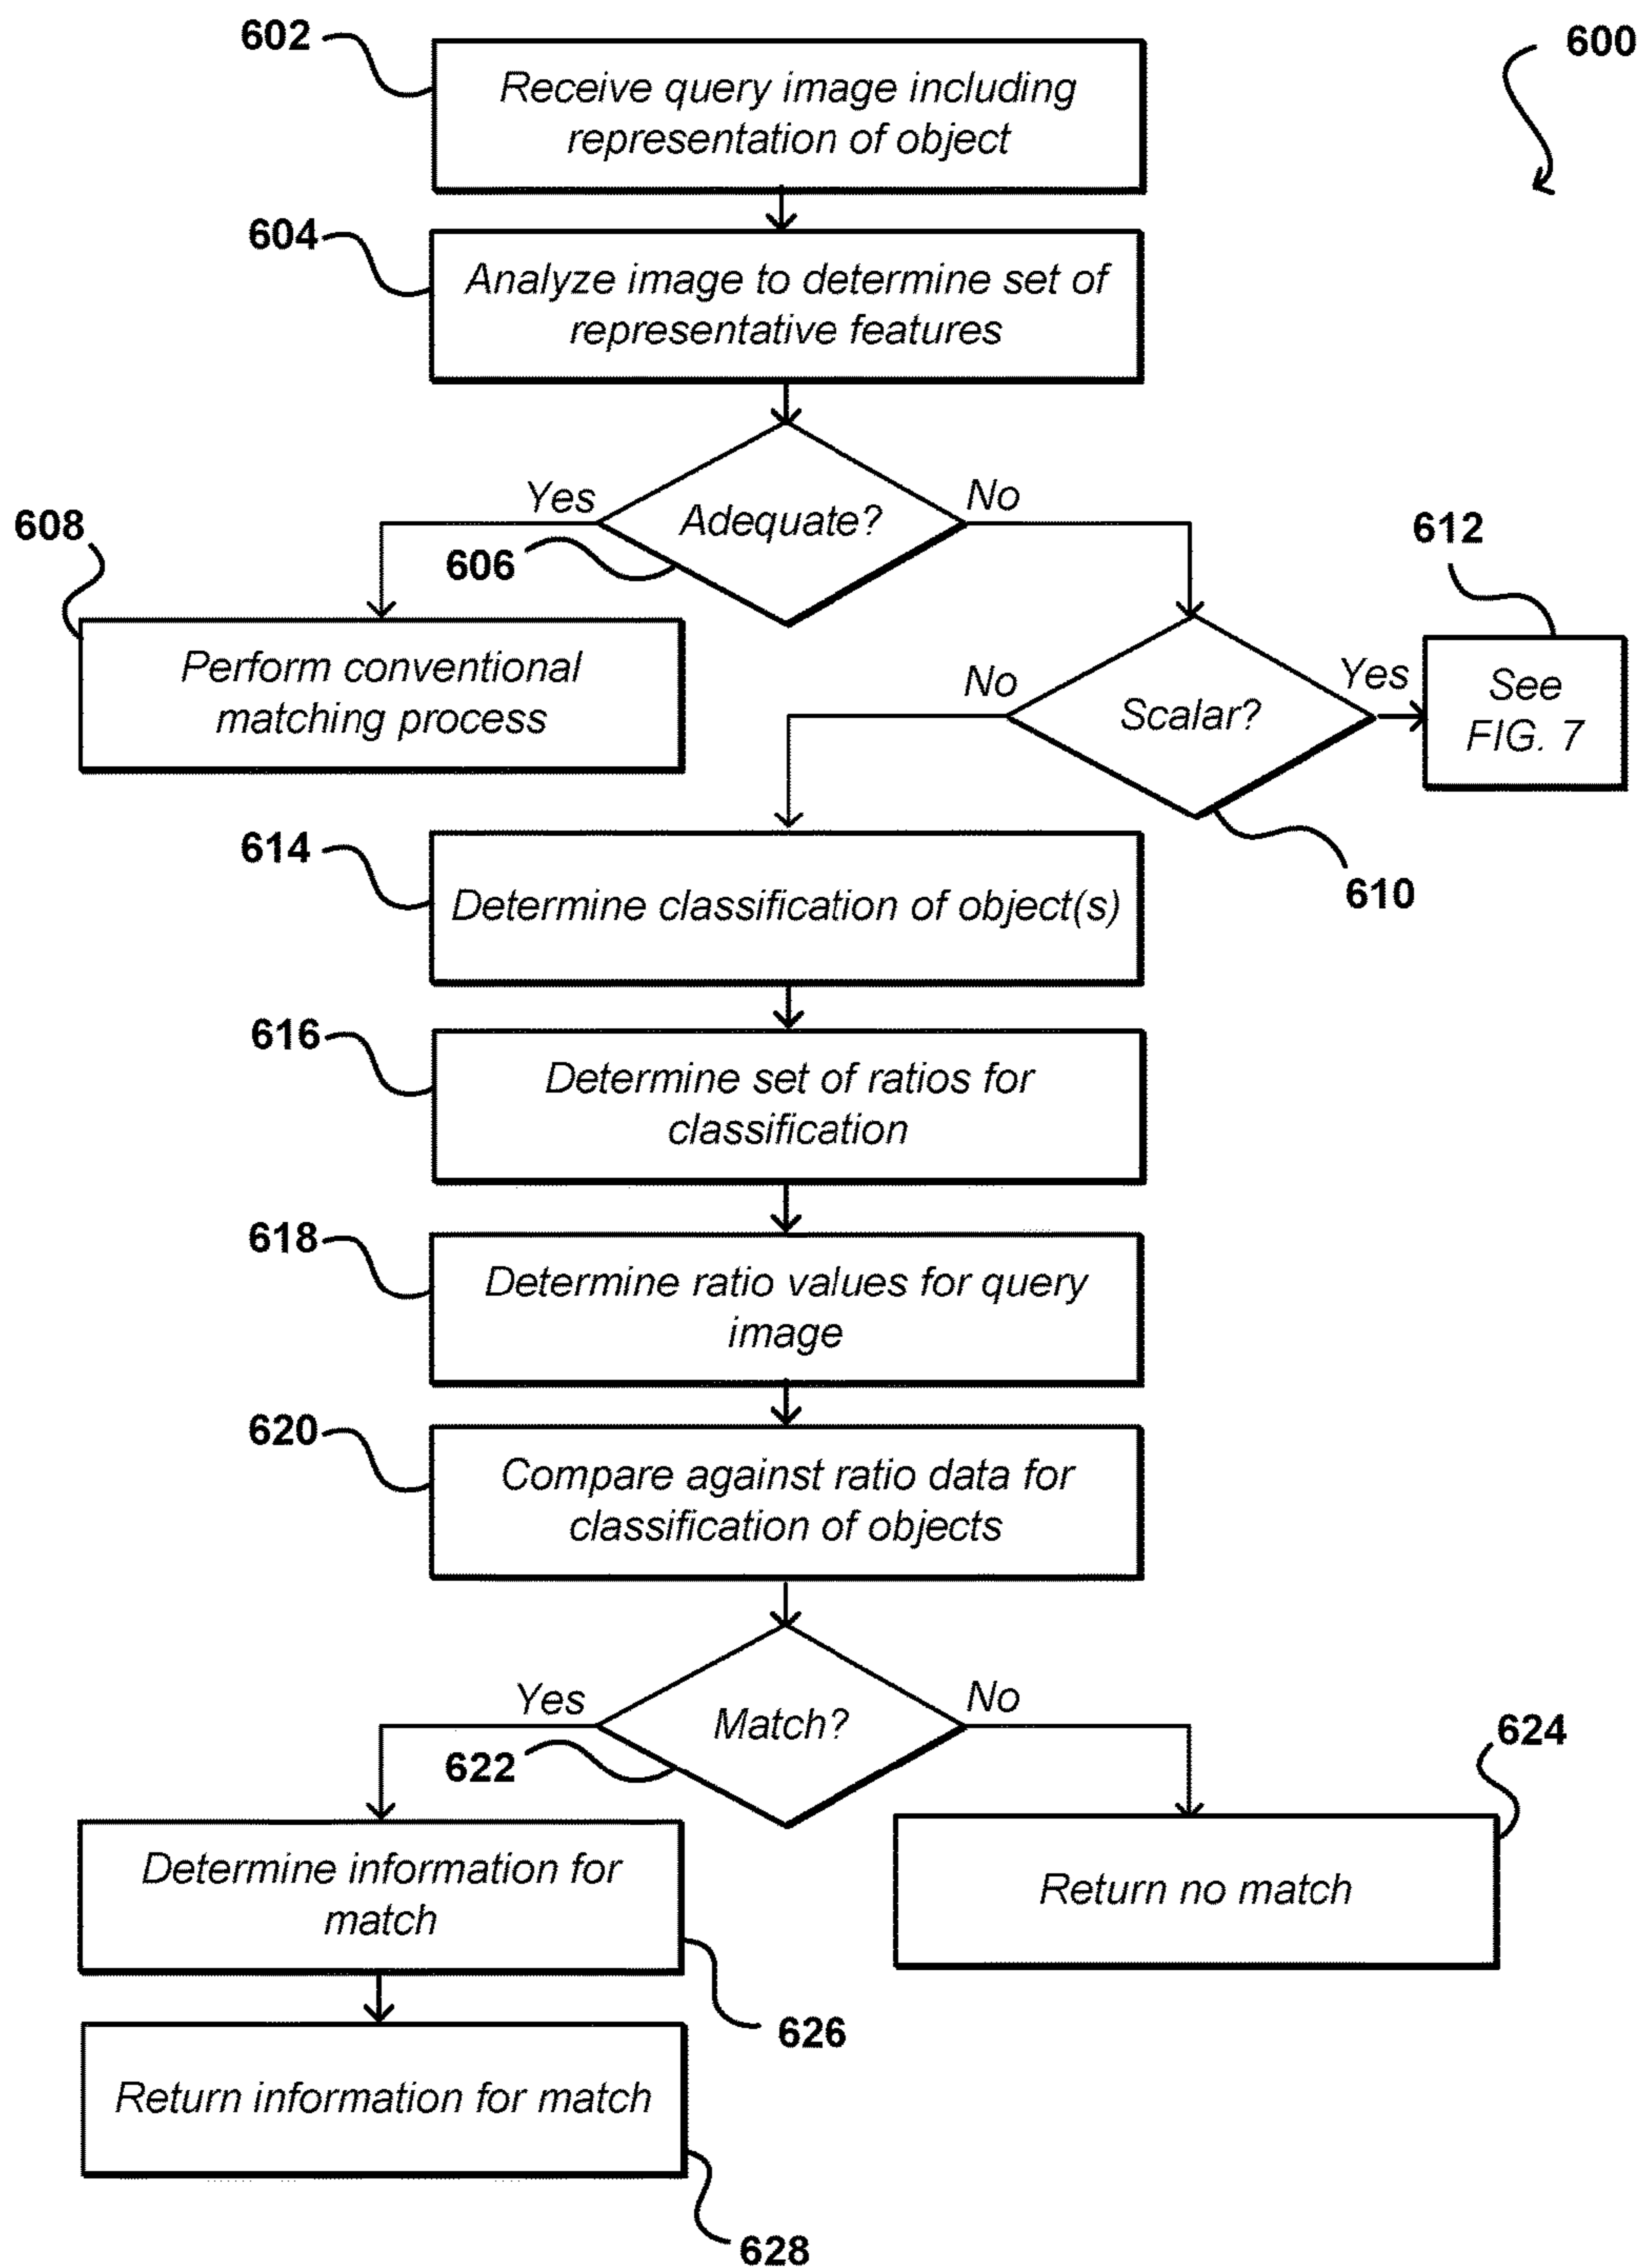 602
600
Receive query image including
representation of object
604
Analyze image to determine set of
representative features
Yes
No
Adequate?
608
606
612
Perform conventional
matching process
No
Yes
Scalar?
See
FIG. 7
614
610
Determine classification of object(s)
616
Determine set of ratios for
classification
618
Determine ratio values for query
image
620
Compare against ratio data for
classification of objects
Yes
No
Match?
622
624
Determine information for
match
Return no match
626
Return information for match
628